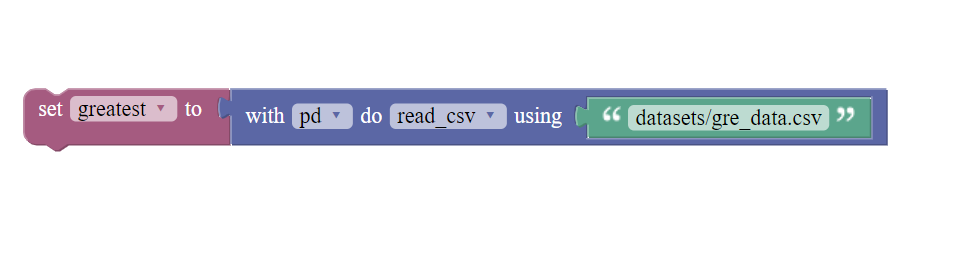 set greatest to with pd do read_csv using “ datasets/gre_data.csv ”